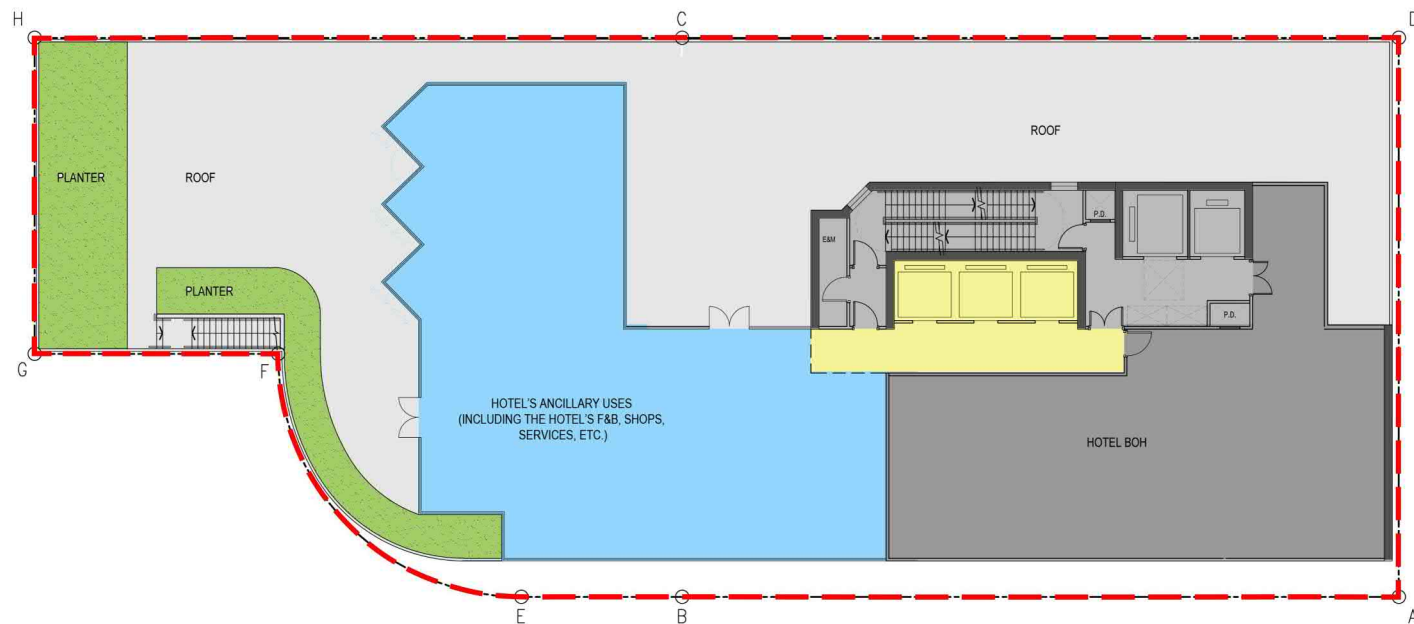 H
C
D
ROOF
PLANTER
ROOF
P.D.
E&M
PLANTER
P.D.
G
F
HOTEL'S ANCILLARY USES
(INCLUDING THE HOTEL'S F&B, SHOPS,
SERVICES, ETC.)
HOTEL BOH
E
B
A